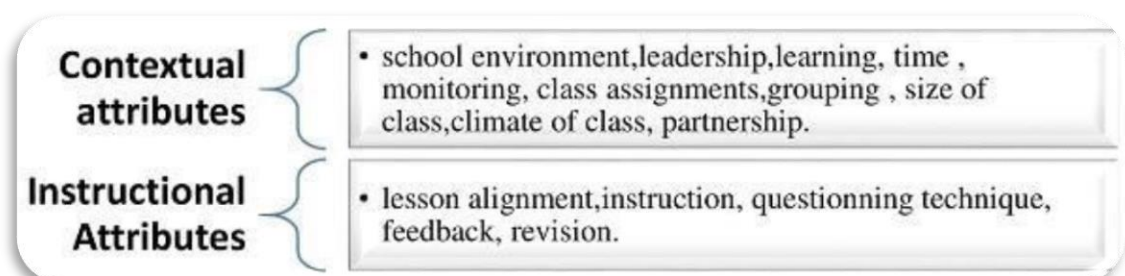 Contextual
attributes
• school environment,leadership,learning, time ,
monitoring, class assignments,grouping , size of
class,climate of class, partnership.
Instructional
Attributes
• lesson alignment,instruction, questionning technique,
feedback, revision.